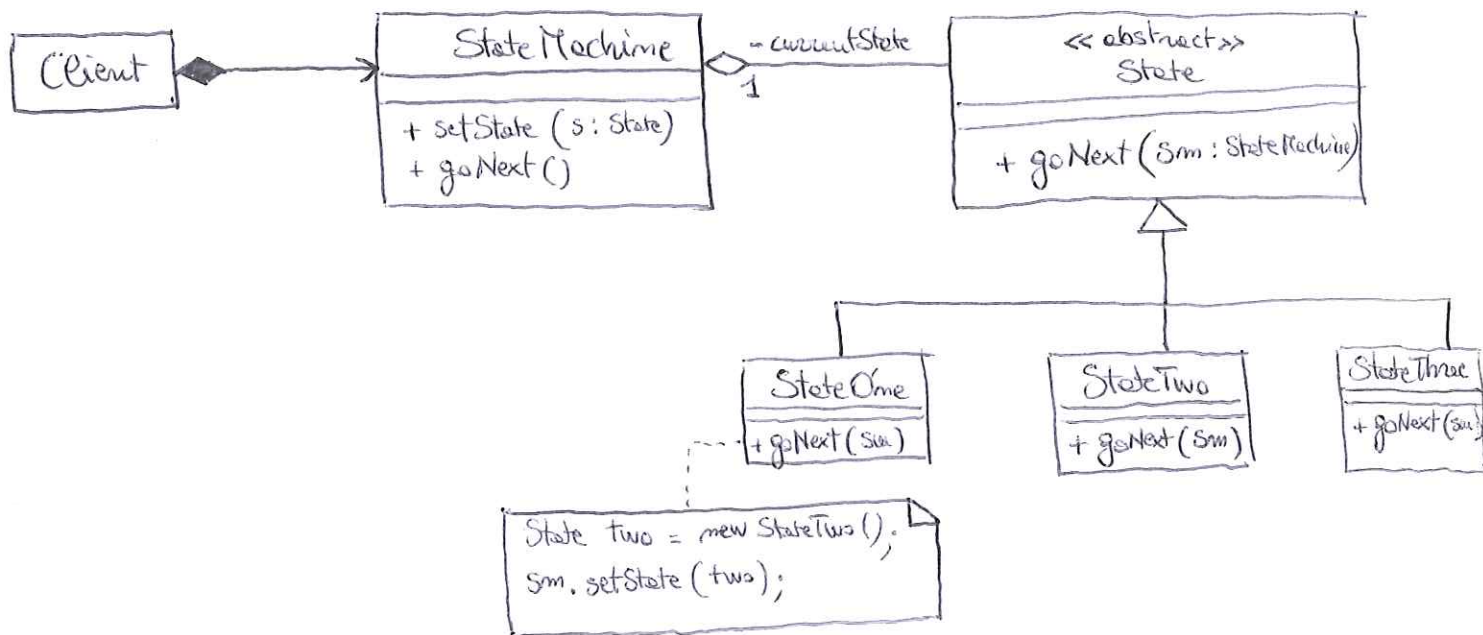 Client
StateMachine
+ setState (s: State)
+ goNext()
- currentState
1
<< abstract >>
State
+ goNext(sm: StateMachine)
StateOne
+ goNext(sm)
StateTwo
+ goNext(sm)
StateThree
+ goNext(sm)
State two = new StateTwo();
sm. setState (two);